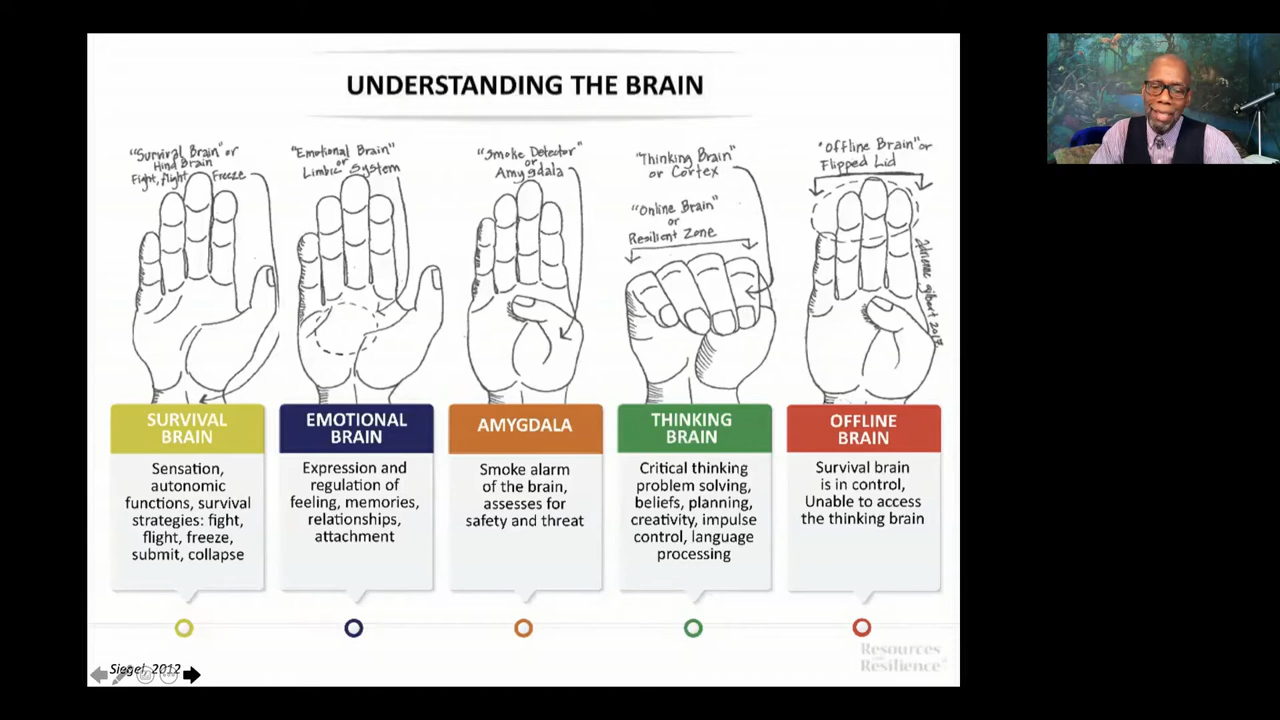 UNDERSTANDING THE BRAIN
"Survival Brain" or
Hind Brain
Fight, flight Freeze
"Emotional Brain"
or
Limbic System
"Smoke Detector"
or
Amygdala
"Thinking Brain"
or Cortex
"Online Brain"
or
Resilient Zone
"Offline Brain" or
Flipped Lid
2013
SURVIVAL
BRAIN
Sensation,
autonomic
functions, survival
strategies: fight,
flight, freeze,
submit, collapse
EMOTIONAL
BRAIN
Expression and
regulation of
feeling, memories,
relationships,
attachment
AMYGDALA
Smoke alarm
of the brain,
assesses for
safety and threat
THINKING
BRAIN
Critical thinking
problem solving,
beliefs, planning,
creativity, impulse
control, language
processing
OFFLINE
BRAIN
Survival brain
is in control,
Unable to access
the thinking brain
Siegel, 2012
Resources
Resilience